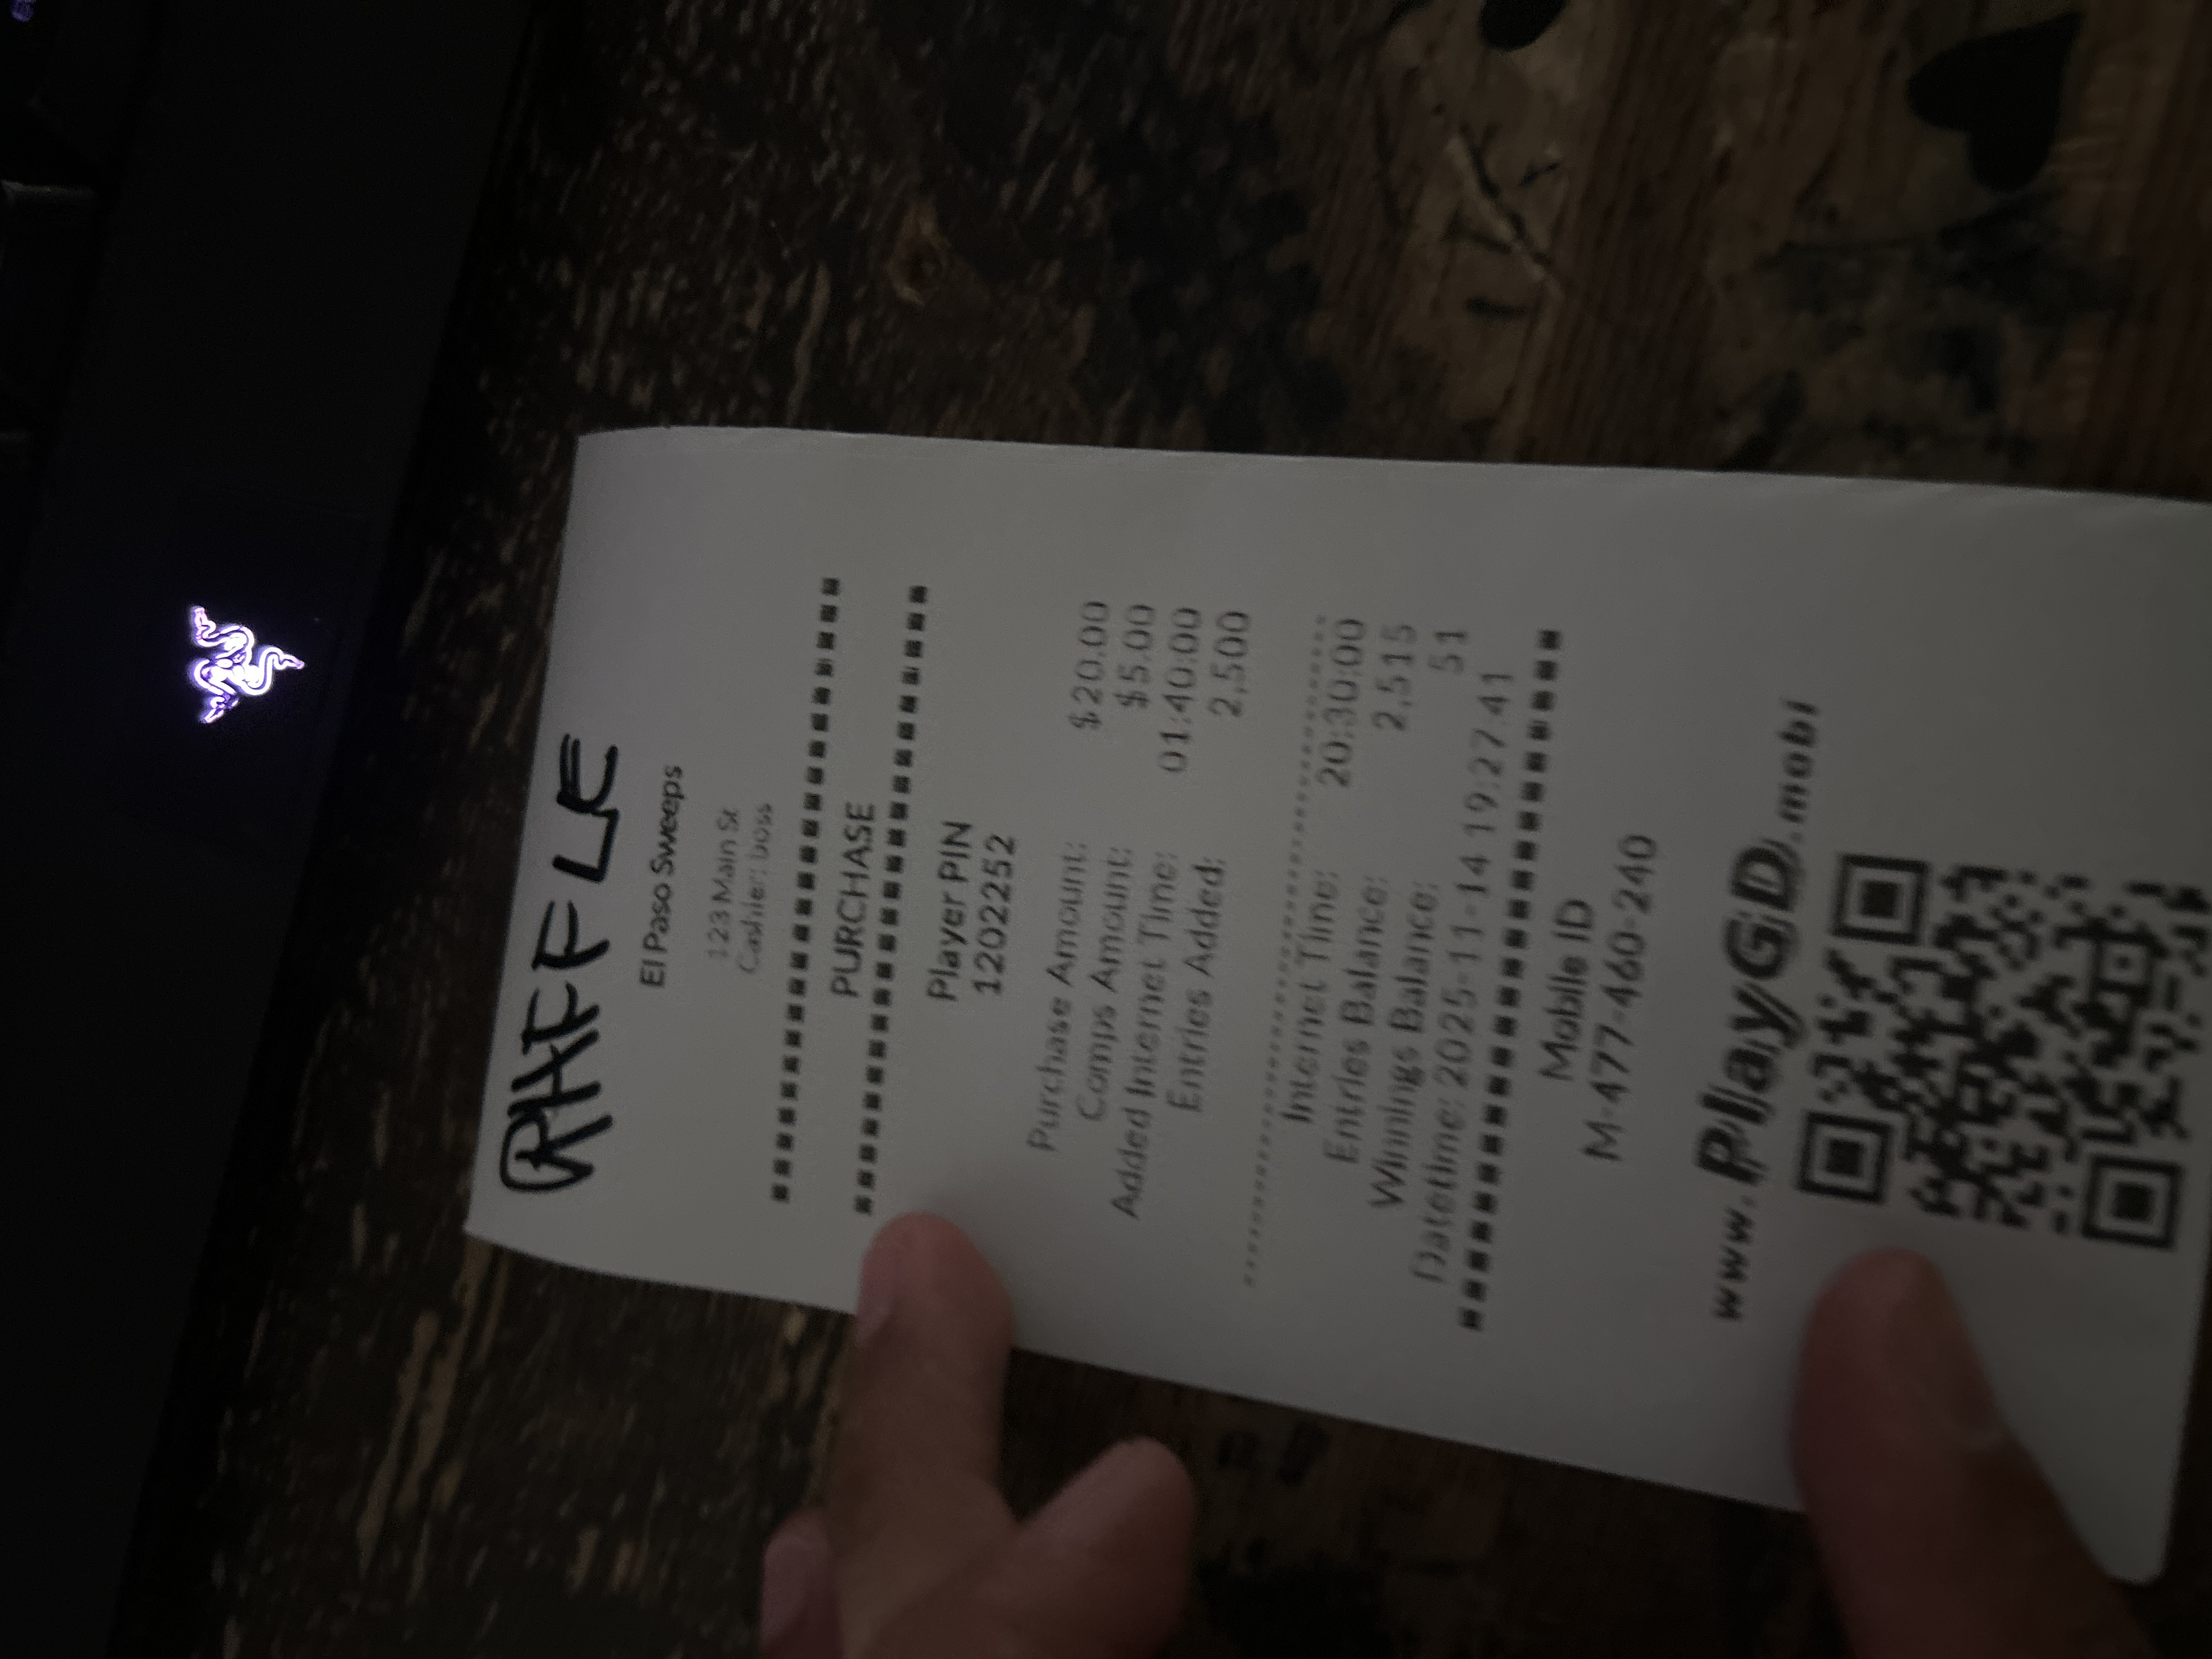 RAFFLE
El Paso Sweeps
123 Main St
Cashier: boss
PURCHASE
Player PIN
1202252
Purchase Amount: $20.00
Comps Amount: $5.00
Added Internet Time: 01:40:00
Entries Added: 2,500
Internet Time: 20:30:00
Entries Balance: 2,515
Winnings Balance: 51
Datetime: 2025-11-14 19:27:41
Mobile ID
M-477-460-240
www.PlayGD.mobi